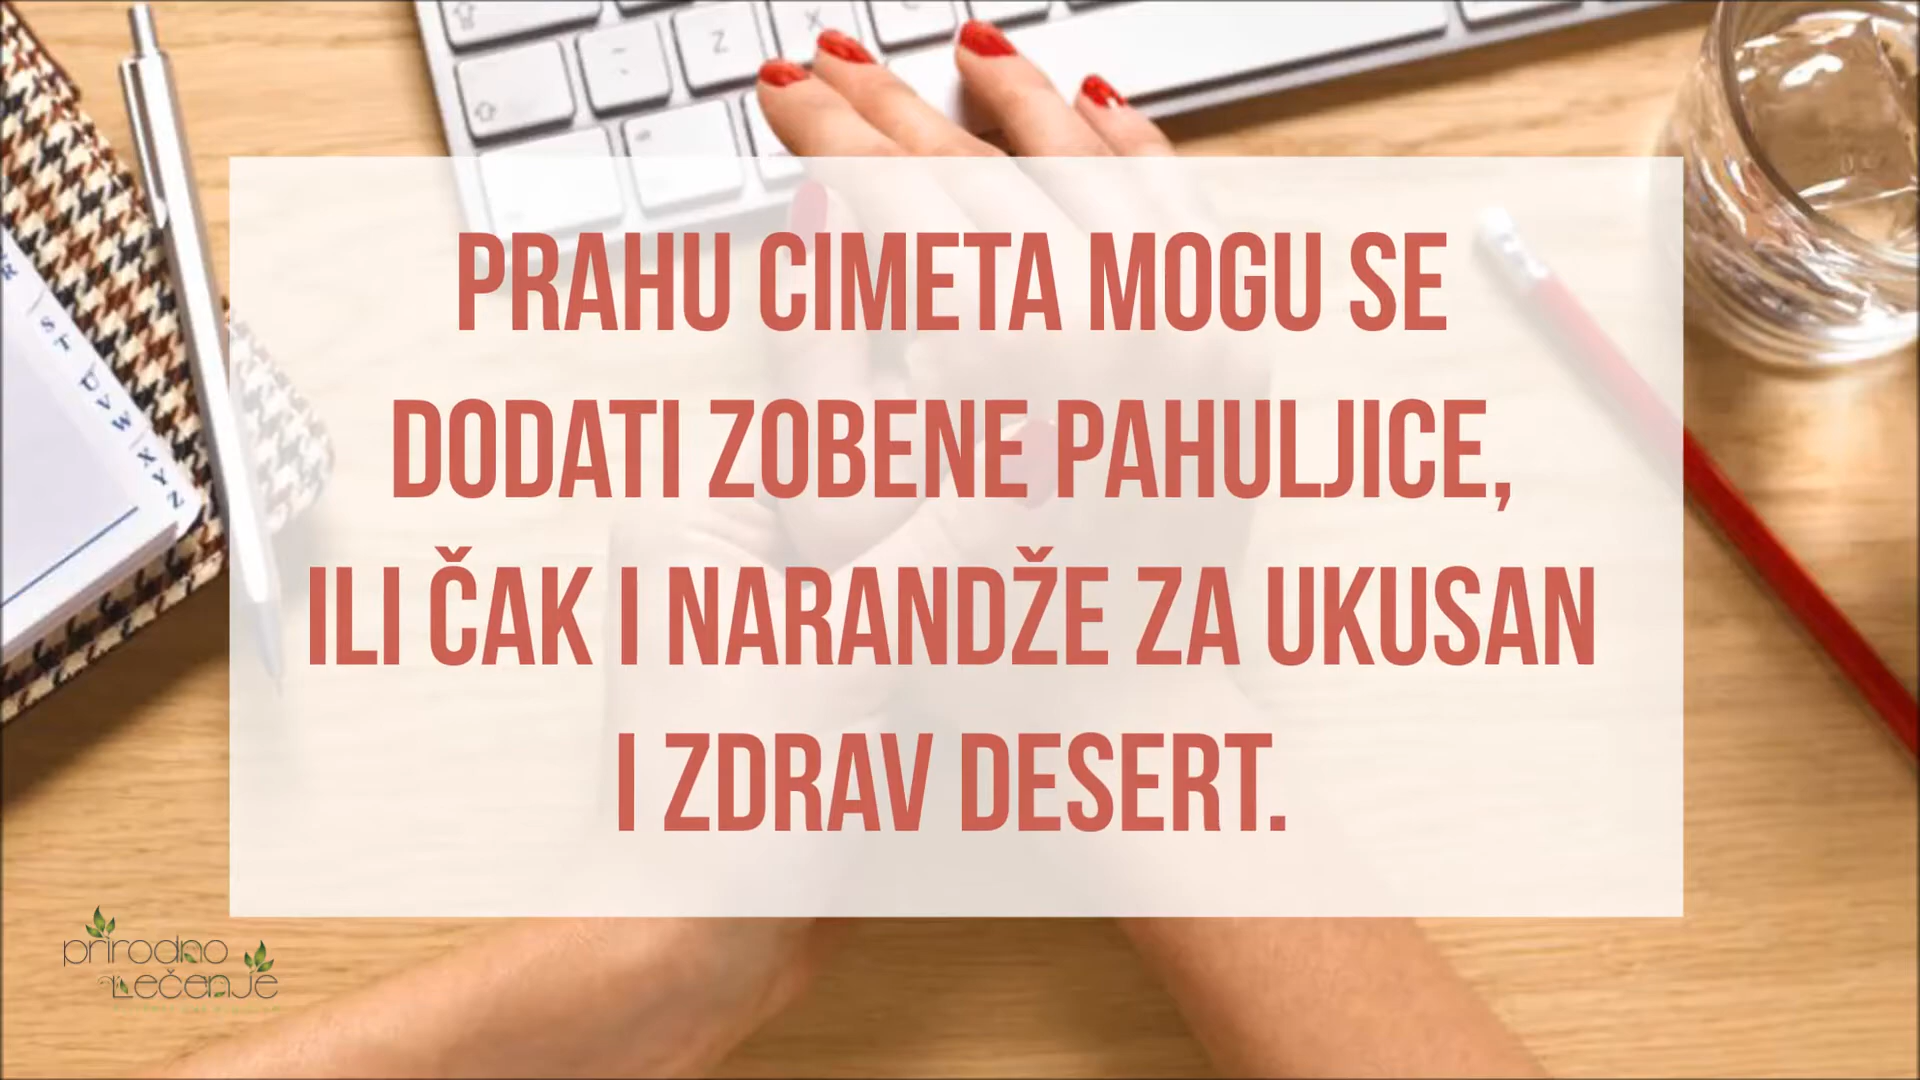 Z
X
PRAHU CIMETA MOGU SE
DODATI ZOBENE PAHULJICE,
ILI ČAK I NARANDŽE ZA UKUSAN
I ZDRAV DESERT.
R
S
T
U
V
W
X
Y
Z
prirodno
Lečenje